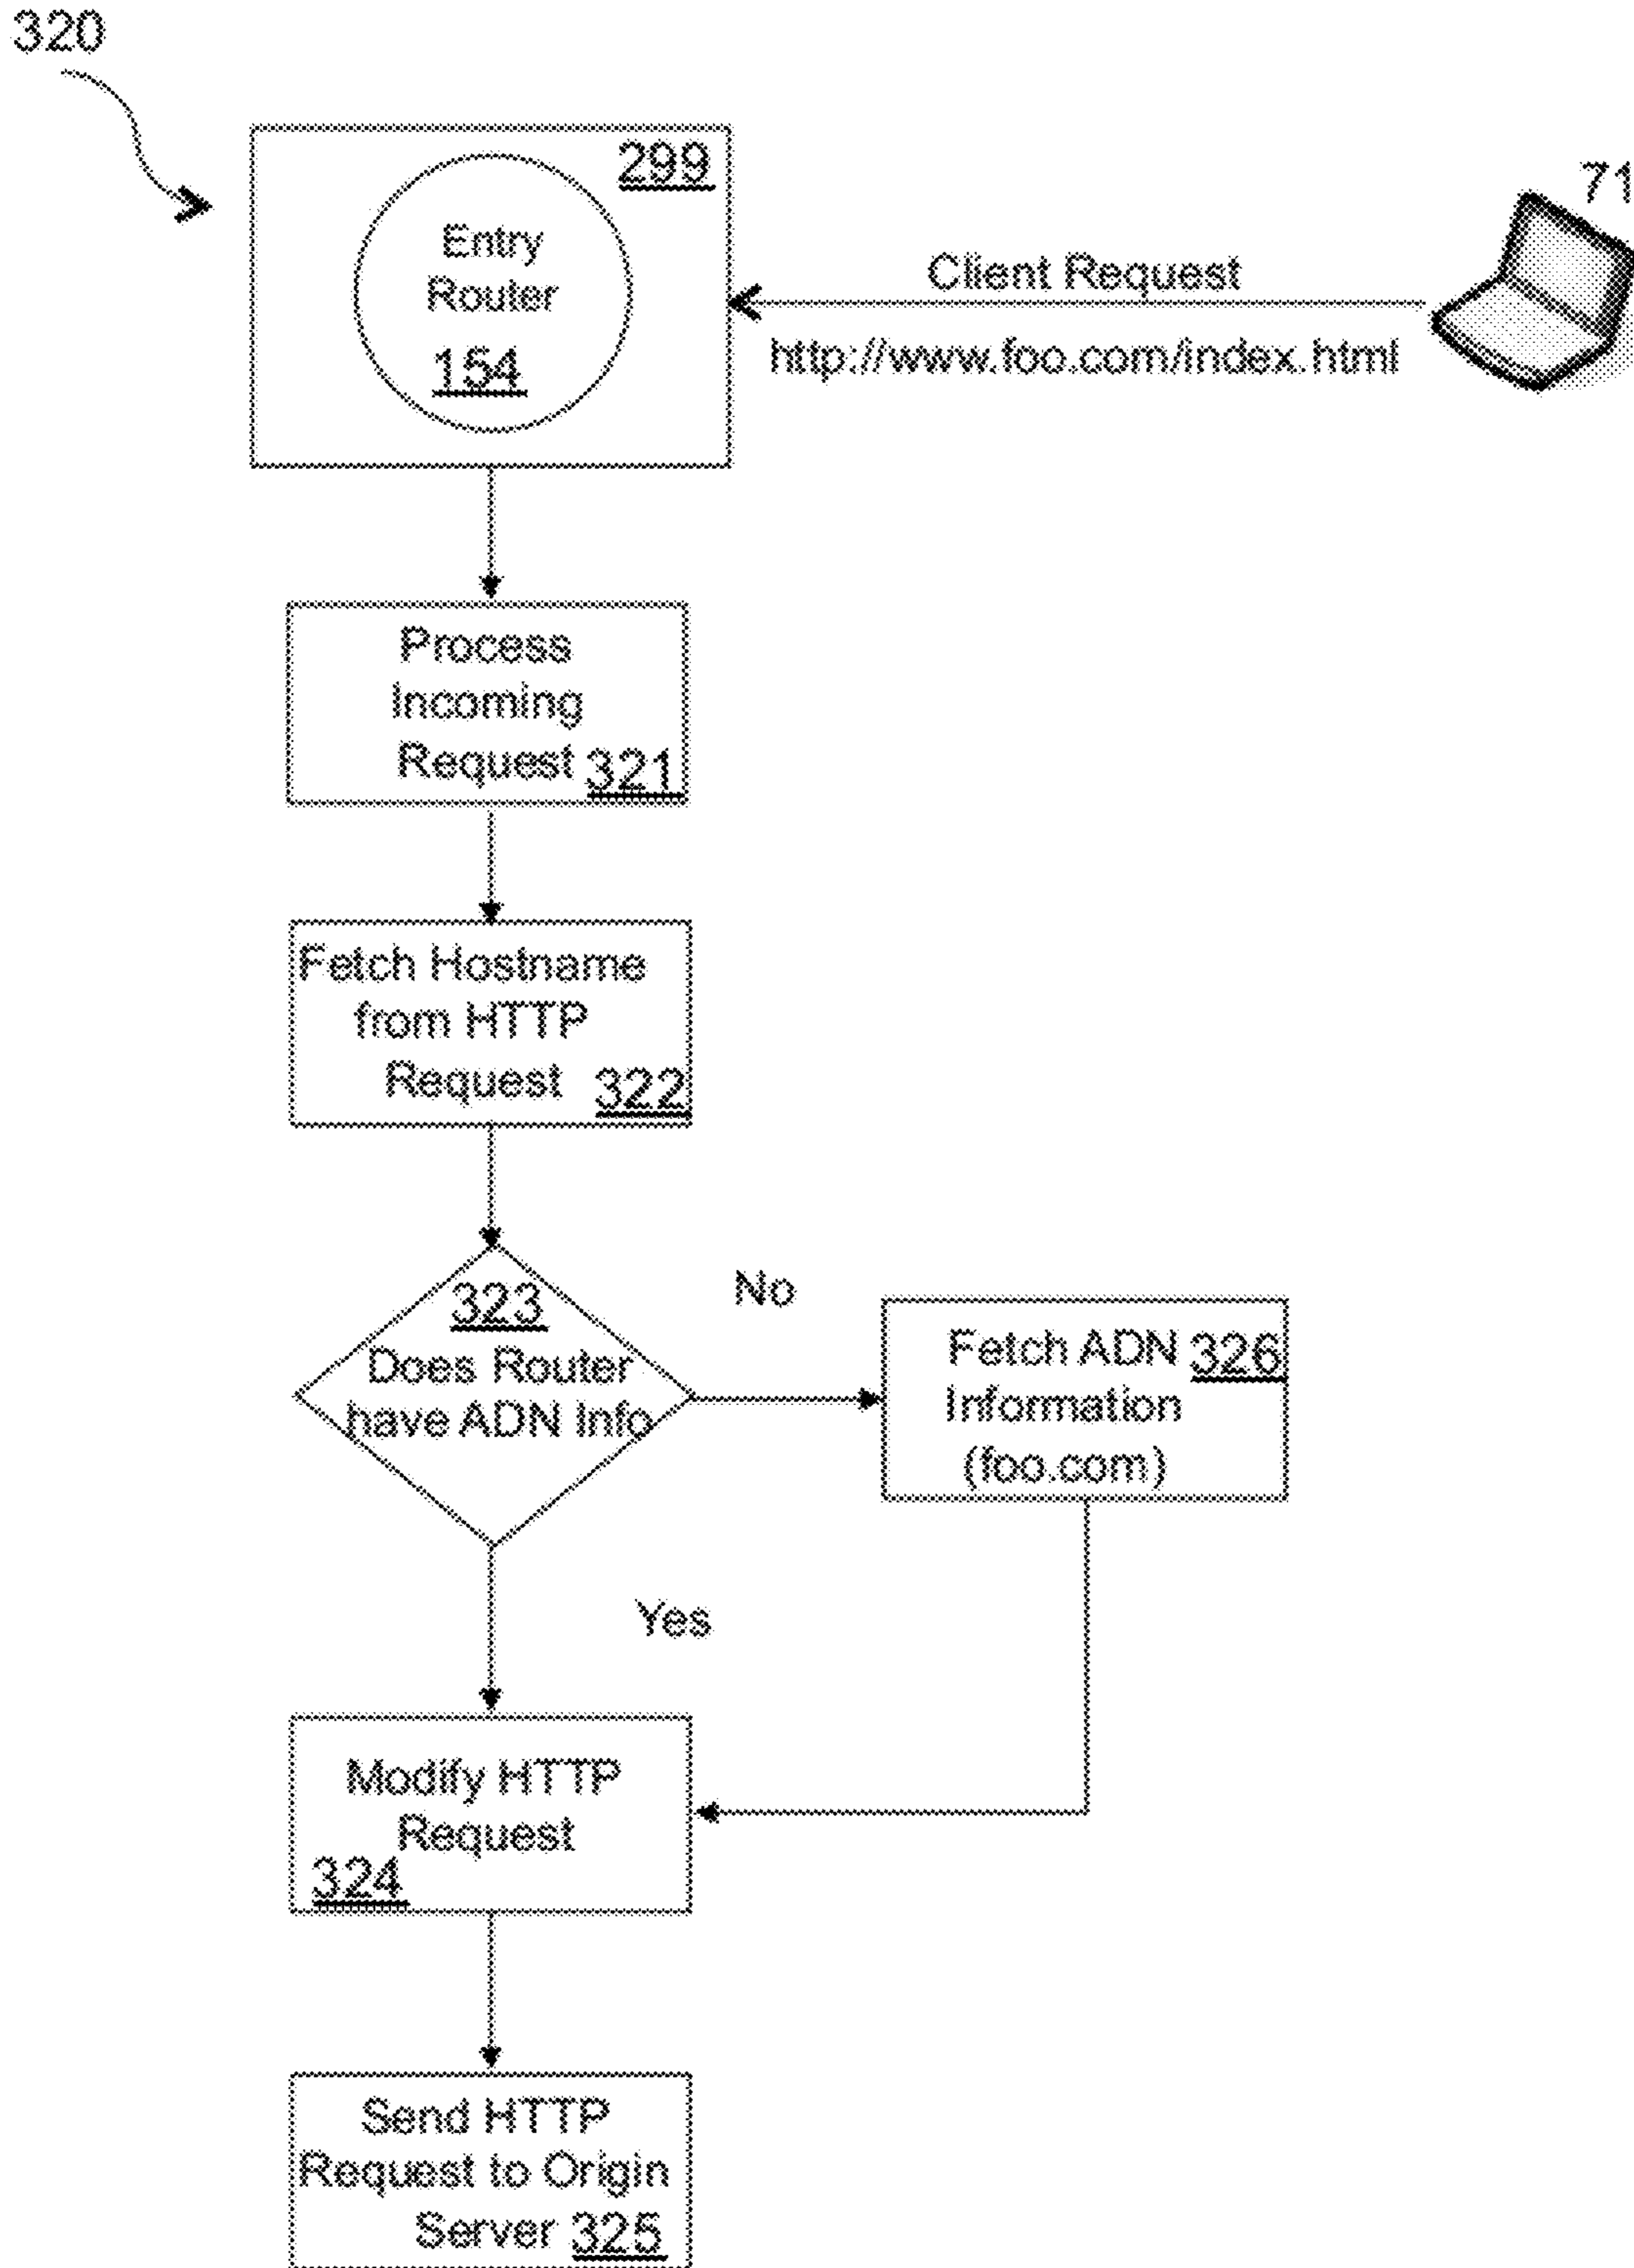 320
299
Entry
Router
154
71
Client Request
http://www.foo.com/index.html
Process
Incoming
Request 321
Fetch Hostname
from HTTP
Request 322
323
Does Router
have ADN Info
No
Fetch ADN 326
Information
(foo.com)
Yes
Modify HTTP
Request
324
Send HTTP
Request to Origin
Server 325